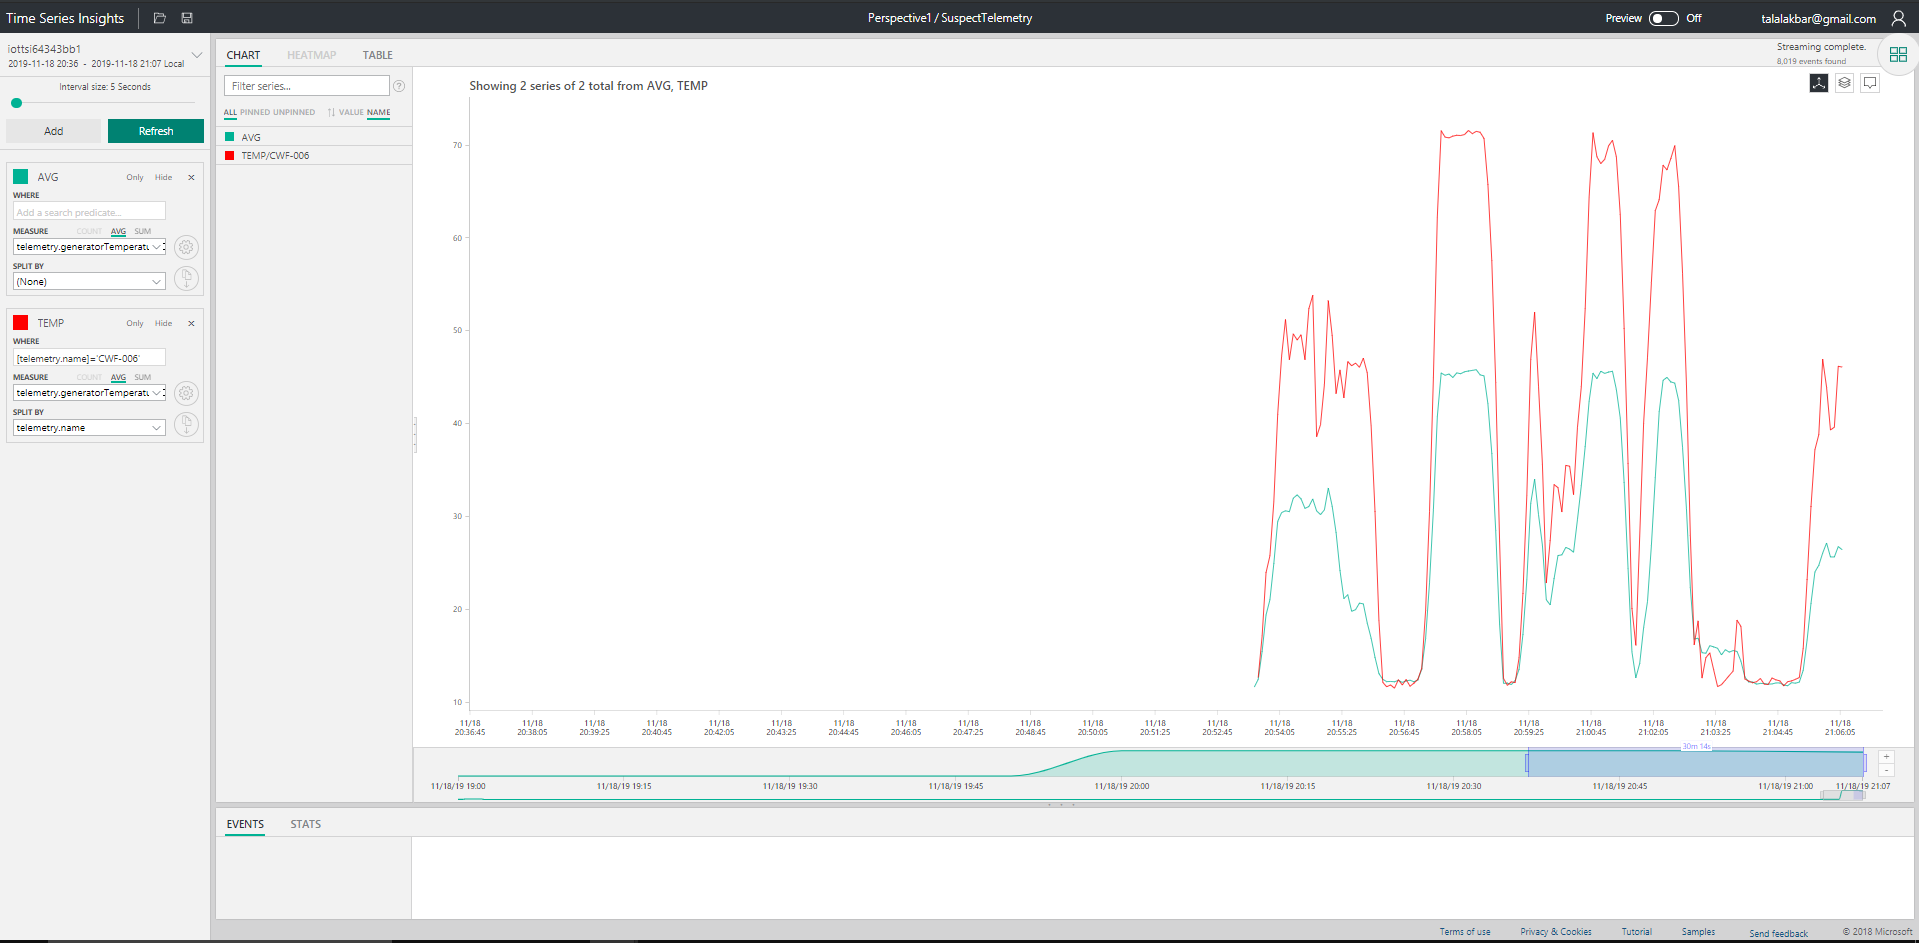 Time Series Insights
Perspective1 / SuspectTelemetry
Preview Off
talalakbar@gmail.com
iottsi64343bb1
2019-11-18 20:36 - 2019-11-18 21:07 Local
Interval size: 5 Seconds
Add Refresh
AVG Only Hide ×
WHERE
Add a search predicate...
MEASURE COUNT AVG SUM
telemetry.generatorTemperatu
SPLIT BY
(None)
TEMP Only Hide ×
WHERE
[telemetry.name]='CWF-006'
MEASURE COUNT AVG SUM
telemetry.generatorTemperatu
SPLIT BY
telemetry.name
CHART HEATMAP TABLE
Streaming complete.
8,019 events found
Filter series... ?
ALL PINNED UNPINNED VALUE NAME
AVG
TEMP/CWF-006
Showing 2 series of 2 total from AVG, TEMP
70
60
50
40
30
20
10
11/18 11/18 11/18 11/18 11/18 11/18 11/18 11/18 11/18 11/18 11/18 11/18 11/18 11/18 11/18 11/18 11/18 11/18 11/18 11/18 11/18 11/18 11/18
20:36:45 20:38:05 20:39:25 20:40:45 20:42:05 20:43:25 20:44:45 20:46:05 20:47:25 20:48:45 20:50:05 20:51:25 20:52:45 20:54:05 20:55:25 20:56:45 20:58:05 20:59:25 21:00:45 21:02:05 21:03:25 21:04:45 21:06:05
30m 14s
+
-
11/18/19 19:00 11/18/19 19:15 11/18/19 19:30 11/18/19 19:45 11/18/19 20:00 11/18/19 20:15 11/18/19 20:30 11/18/19 20:45 11/18/19 21:00 11/18/19 21:07
EVENTS STATS
Terms of use Privacy & Cookies Tutorial Samples Send feedback © 2018 Microsoft